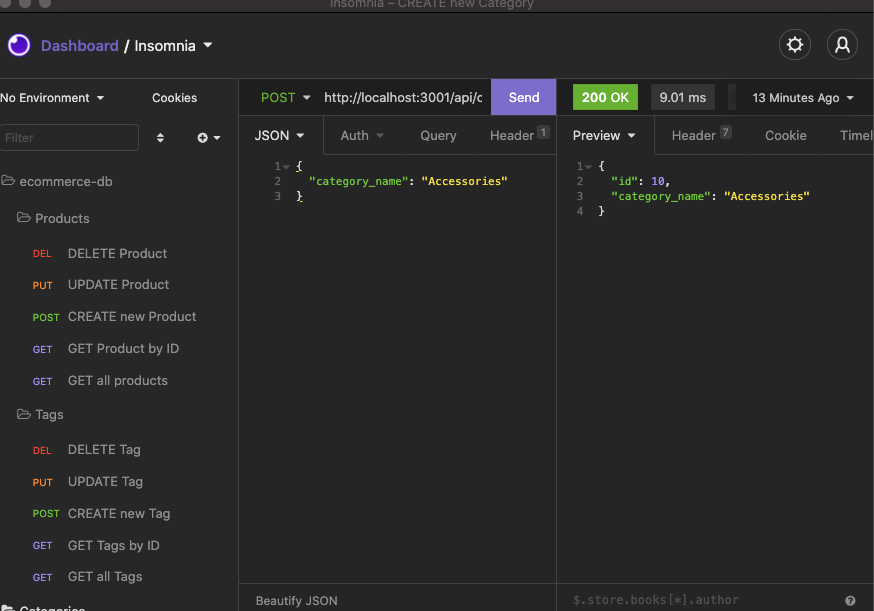 Insomnia – CREATE new Category
Dashboard / Insomnia
No Environment
Cookies
Filter
ecommerce-db
Products
DEL DELETE Product
PUT UPDATE Product
POST CREATE new Product
GET GET Product by ID
GET GET all products
Tags
DEL DELETE Tag
PUT UPDATE Tag
POST CREATE new Tag
GET GET Tags by ID
GET GET all Tags
Categories
POST http://localhost:3001/api/c Send
JSON Auth Query Header 1
1 {
2 "category_name": "Accessories"
3 }
Beautify JSON
200 OK 9.01 ms 13 Minutes Ago
Preview Header 7 Cookie Timel
1 {
2 "id": 10,
3 "category_name": "Accessories"
4 }
$.store.books[*].author